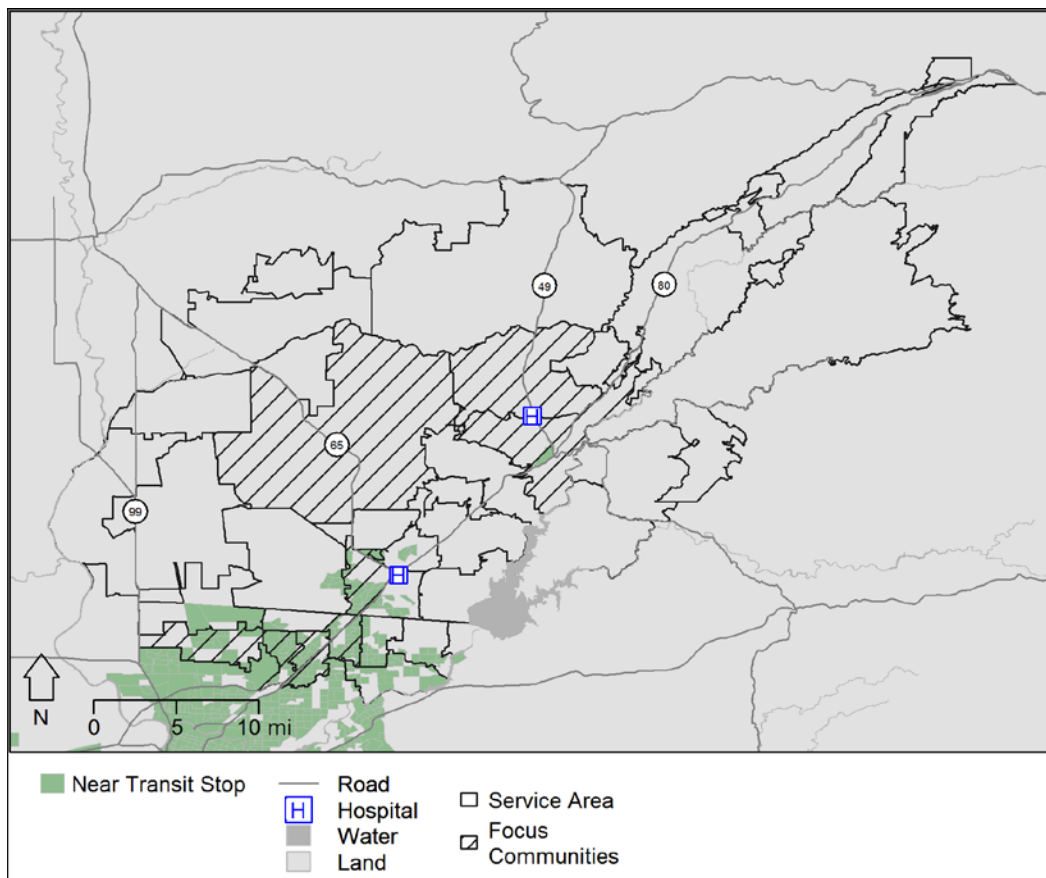 49
80
H
65
99
H
N
0 5 10 mi
Near Transit Stop
Road
H
Hospital
Water
Land
Service Area
Focus
Communities